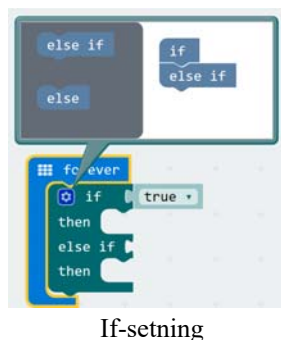 else if
else
if
else if
forever
if true
then
else if
then
If-setning